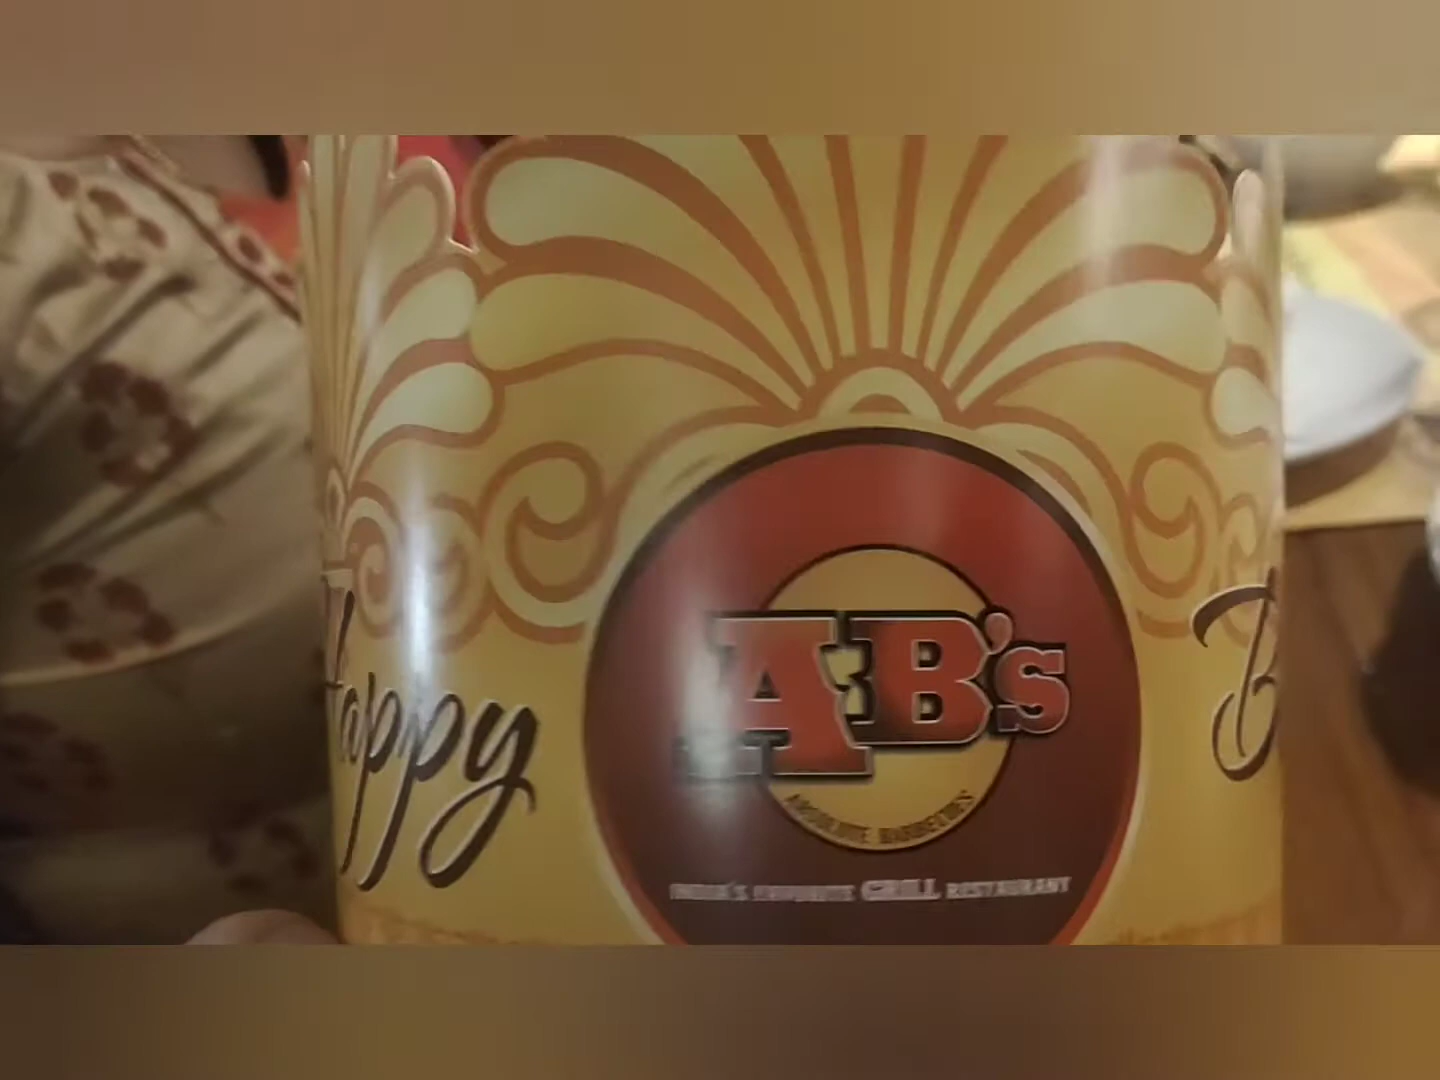 Happy
AB's
ABSOLUTE BARBECUES
INDIA'S FAVOURITE GRILL RESTAURANT
B